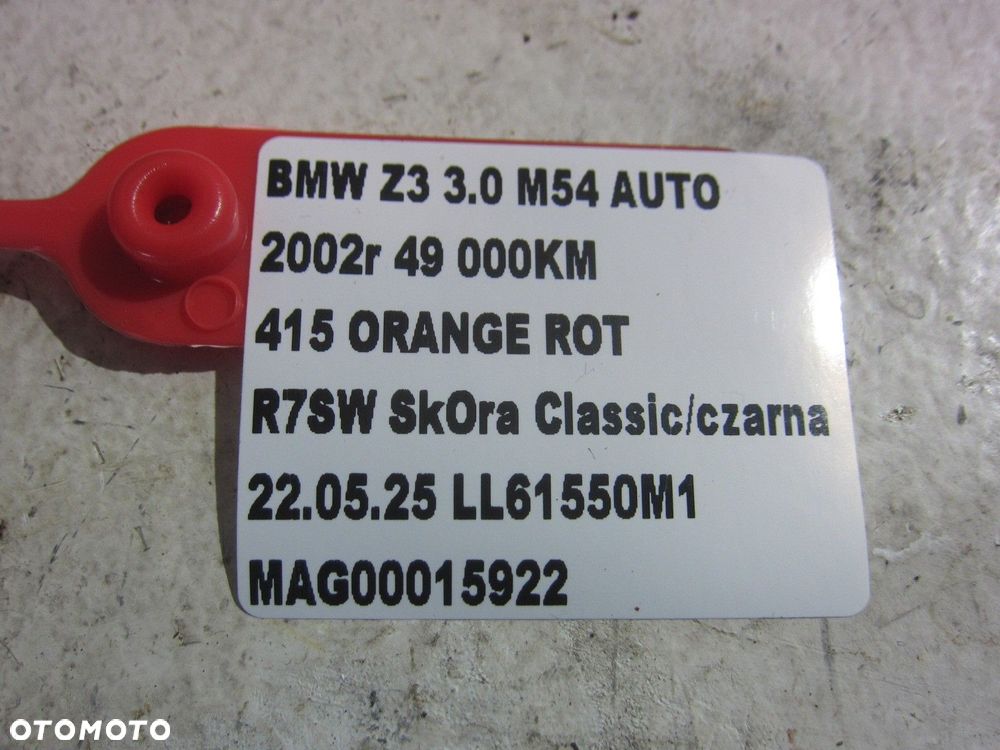 BMW Z3 3.0 M54 AUTO
2002r 49 000KM
415 ORANGE ROT
R7SW SkOra Classic/czarna
22.05.25 LL61550M1
MAG00015922
OTOMOTO